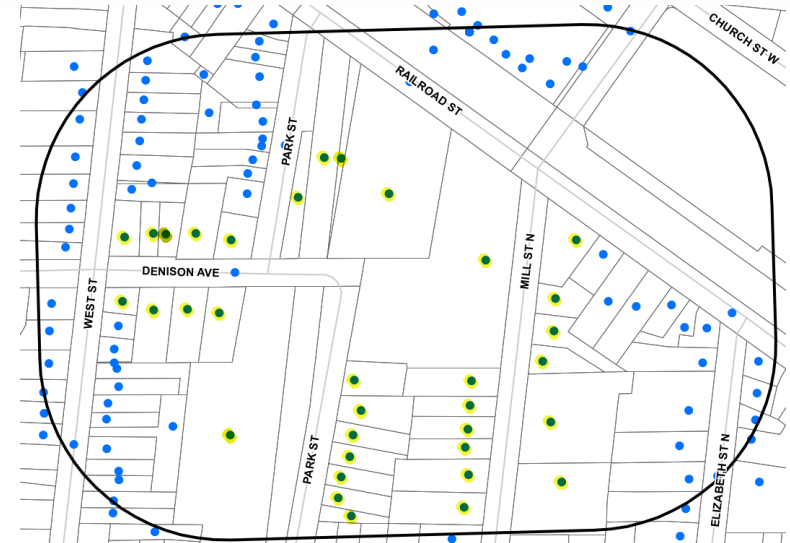 CHURCH ST W
RAILROAD ST
PARK ST
MILL ST N
DENISON AVE
WEST ST
PARK ST
ELIZABETH ST N